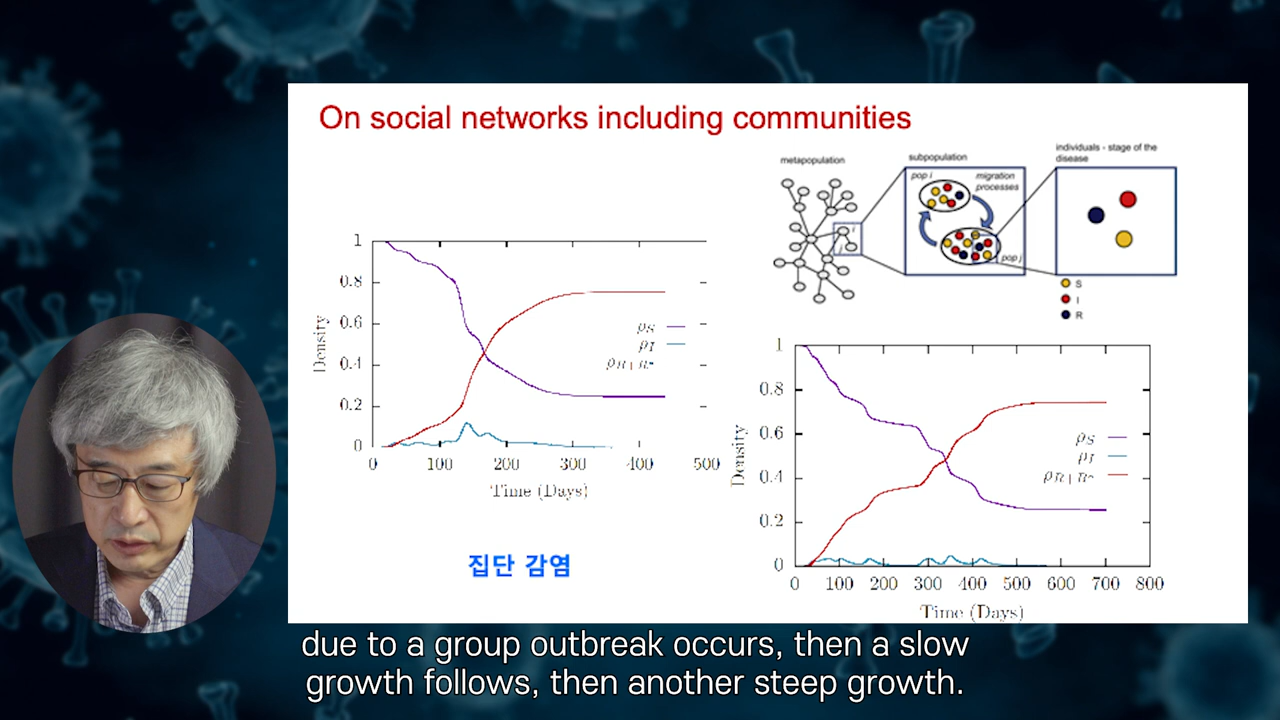 On social networks including communities
metapopulation
subpopulation
individuals - stage of the
disease
pop i
migration
processes
i
j
pop j
S
I
R
1
0.8
0.6
0.4
0.2
0
Density
ρS
ρI
0
100
200
300
400
500
Time (Days)
1
0.8
0.6
0.4
0.2
0
Density
ρS
ρI
0
100
200
300
400
500
600
700
800
Time (Days)
집단 감염
due to a group outbreak occurs, then a slow
growth follows, then another steep growth.